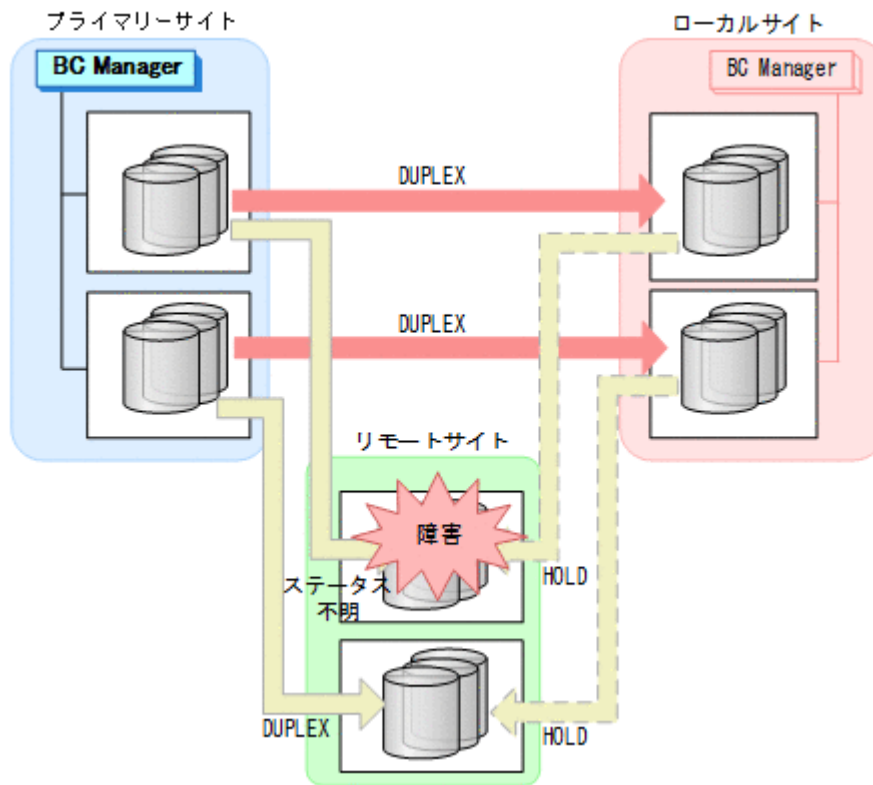 プライマリーサイト
ローカルサイト
BC Manager
BC Manager
DUPLEX
DUPLEX
リモートサイト
障害
ステータス
不明
HOLD
DUPLEX
HOLD